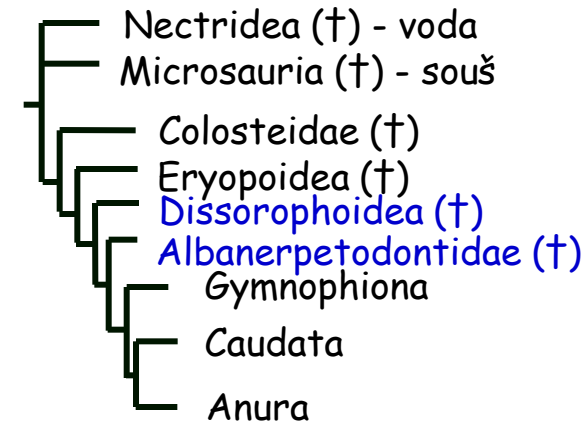 Nectridea (†) - voda
Microsauria (†) - souš
Colosteidae (†)
Eryopoidea (†)
Dissorophoidea (†)
Albanerpetodontidae (†)
Gymnophiona
Caudata
Anura